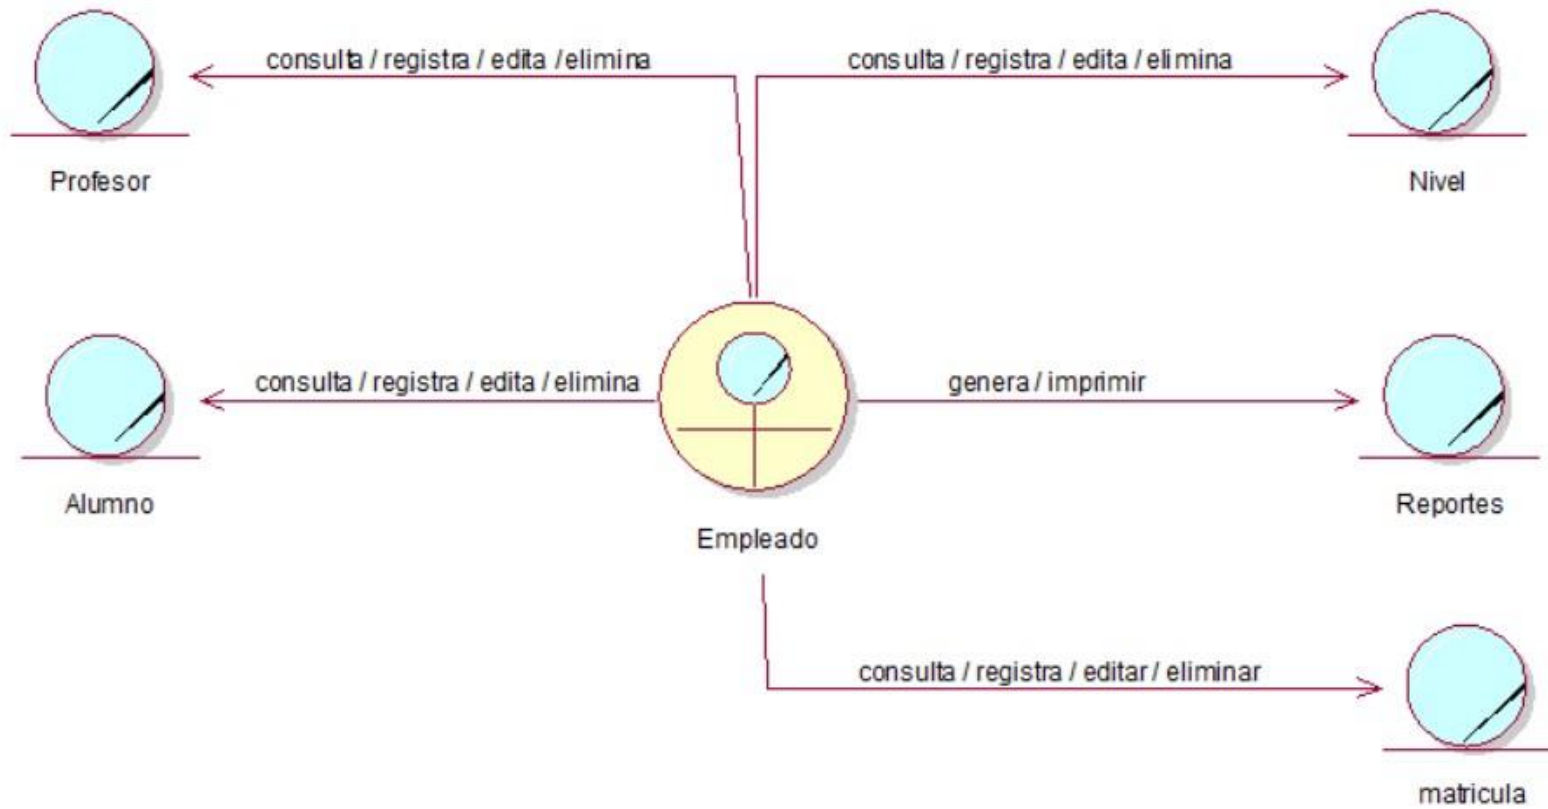 consulta / registra / edita /elimina
consulta / registra / edita / elimina
Profesor
Nivel
consulta / registra / edita / elimina
genera / imprimir
Alumno
Reportes
Empleado
consulta / registra / editar / eliminar
matricula